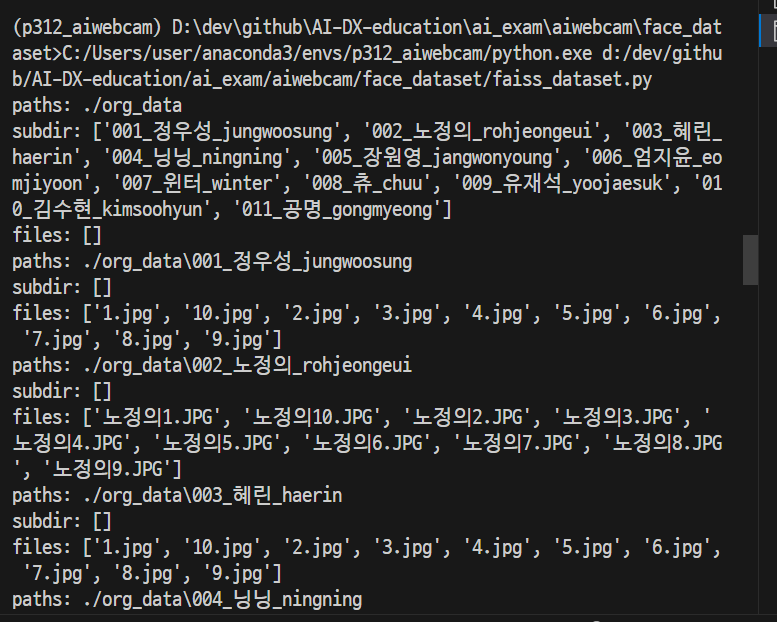 (p312_aiwebcam) D:\dev\github\AI-DX-education\ai_exam\aiwebcam\face_dat
aset>C:/Users/user/anaconda3/envs/p312_aiwebcam/python.exe d:/dev/githu
b/AI-DX-education/ai_exam/aiwebcam/face_dataset/faiss_dataset.py
paths: ./org_data
subdir: ['001_정우성_jungwoosung', '002_노정의_rohjeongeui', '003_혜린_
haerin', '004_닝닝_ningning', '005_장원영_jangwonyoung', '006_엄지윤_eo
mjiyoon', '007_윈터_winter', '008_츄_chuu', '009_유재석_yoojaesuk', '01
0_김수현_kimsoohyun', '011_공명_gongmyeong']
files: []
paths: ./org_data\001_정우성_jungwoosung
subdir: []
files: ['1.jpg', '10.jpg', '2.jpg', '3.jpg', '4.jpg', '5.jpg', '6.jpg',
 '7.jpg', '8.jpg', '9.jpg']
paths: ./org_data\002_노정의_rohjeongeui
subdir: []
files: ['노정의1.JPG', '노정의10.JPG', '노정의2.JPG', '노정의3.JPG', '
노정의4.JPG', '노정의5.JPG', '노정의6.JPG', '노정의7.JPG', '노정의8.JPG
', '노정의9.JPG']
paths: ./org_data\003_혜린_haerin
subdir: []
files: ['1.jpg', '10.jpg', '2.jpg', '3.jpg', '4.jpg', '5.jpg', '6.jpg',
 '7.jpg', '8.jpg', '9.jpg']
paths: ./org_data\004_닝닝_ningning